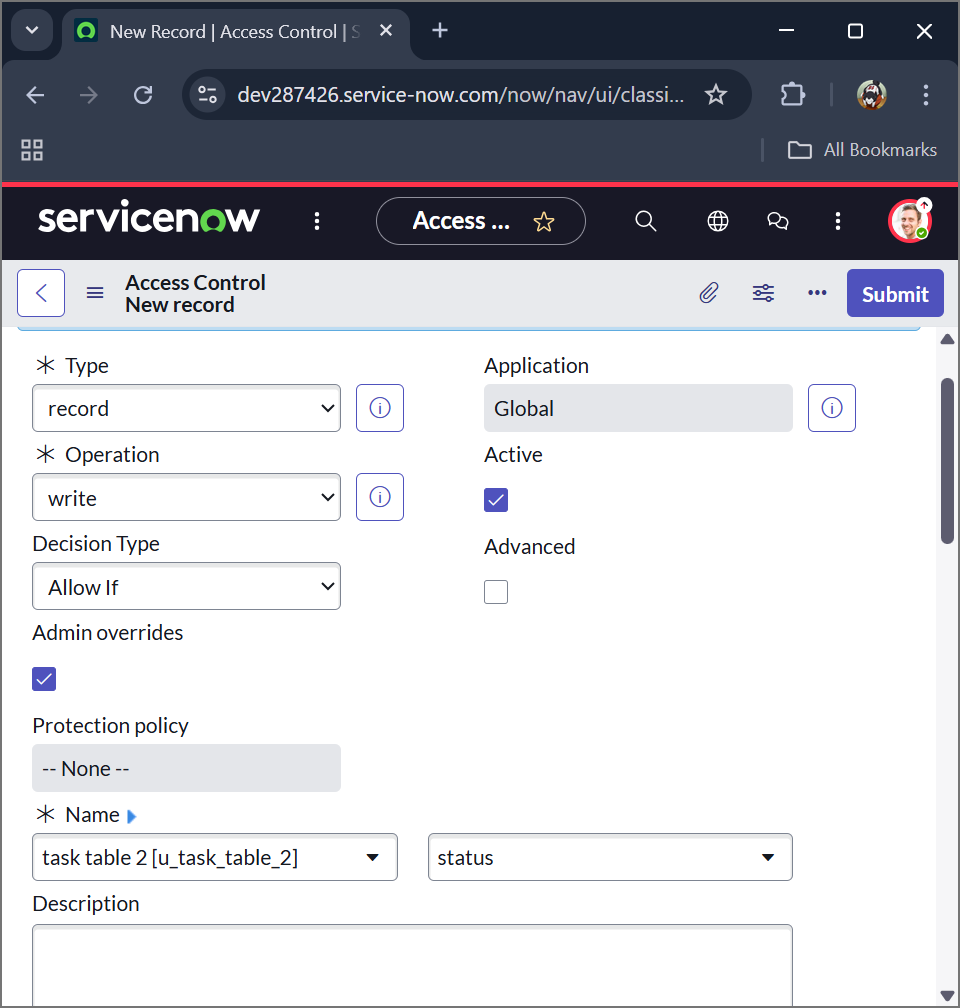 New Record | Access Control | S
dev287426.service-now.com/now/nav/ui/classi...
All Bookmarks
servicenow
Access ...
Access Control
New record
Submit
Type
Application
record
Global
Operation
Active
write
Decision Type
Advanced
Allow If
Admin overrides
Protection policy
-- None --
Name
task table 2 [u_task_table_2]
status
Description